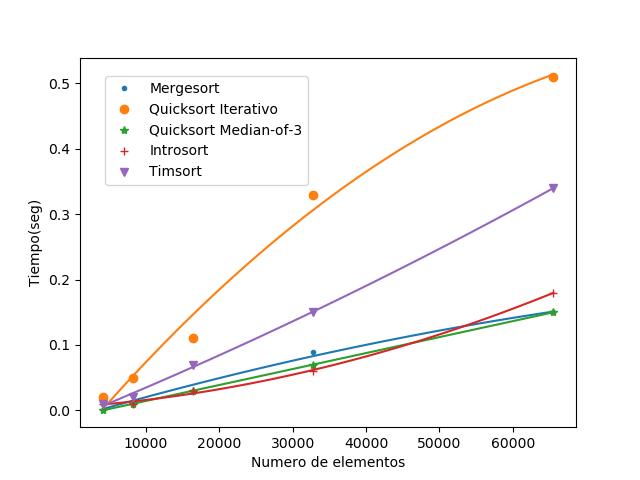 0.5
0.4
0.3
0.2
0.1
0.0
Tiempo(seg)
Mergesort
Quicksort Iterativo
Quicksort Median-of-3
Introsort
Timsort
10000 20000 30000 40000 50000 60000
Numero de elementos